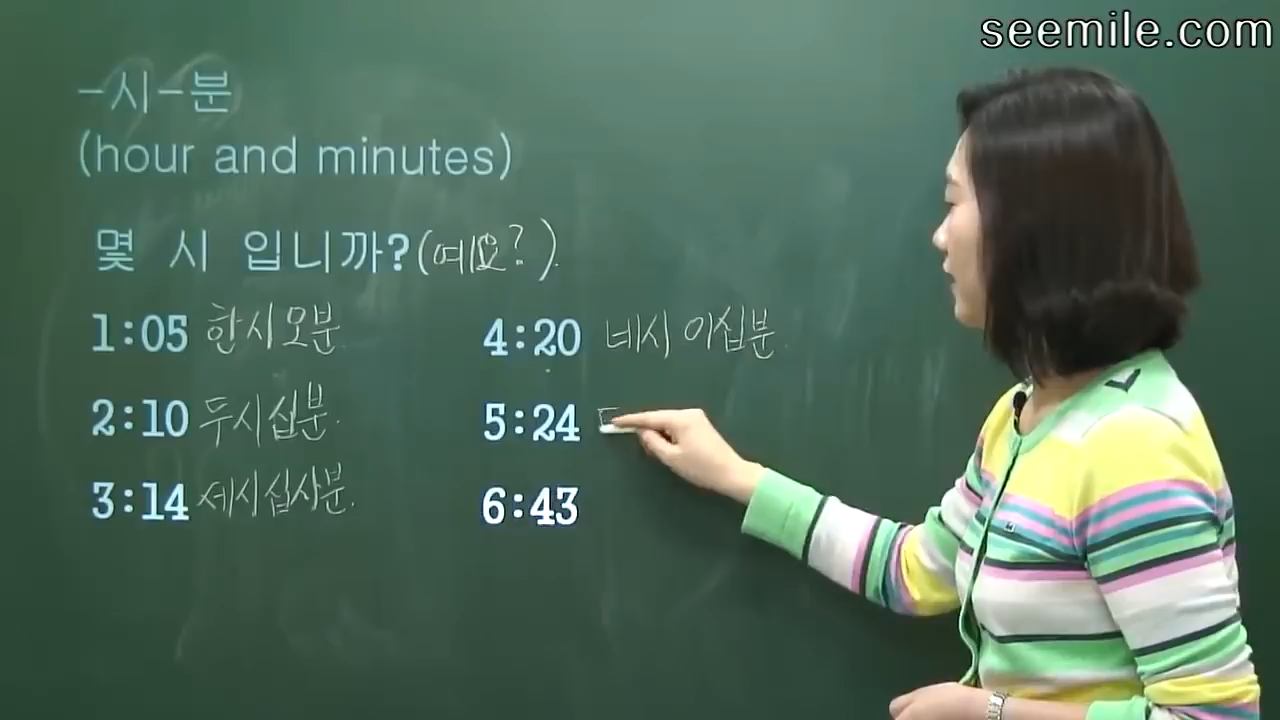 seemile.com
-시-분
(hour and minutes)
몇 시 입니까?(예요?).
1:05 한시오분
2:10 두시십분.
3:14 세시십사분.
4:20 네시 이십분.
5:24
6:43